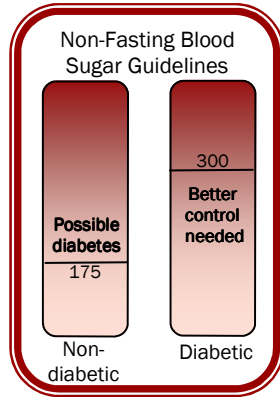 Non-Fasting Blood
Sugar Guidelines
Possible
diabetes
175
Non-
diabetic
300
Better
control
needed
Diabetic